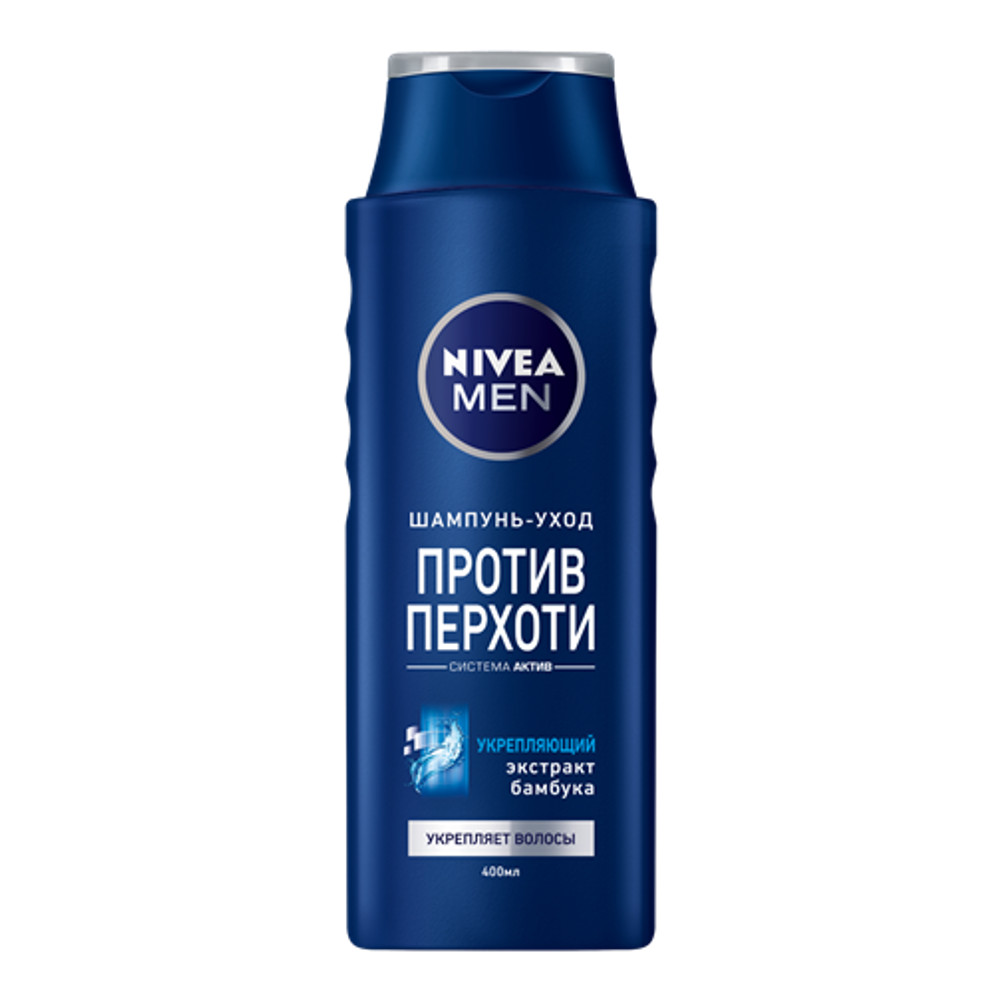 NIVEA
MEN
ШАМПУНЬ-УХОД
ПРОТИВ
ПЕРХОТИ
СИСТЕМА АКТИВ
УКРЕПЛЯЮЩИЙ
экстракт
бамбука
УКРЕПЛЯЕТ ВОЛОСЫ
400мл